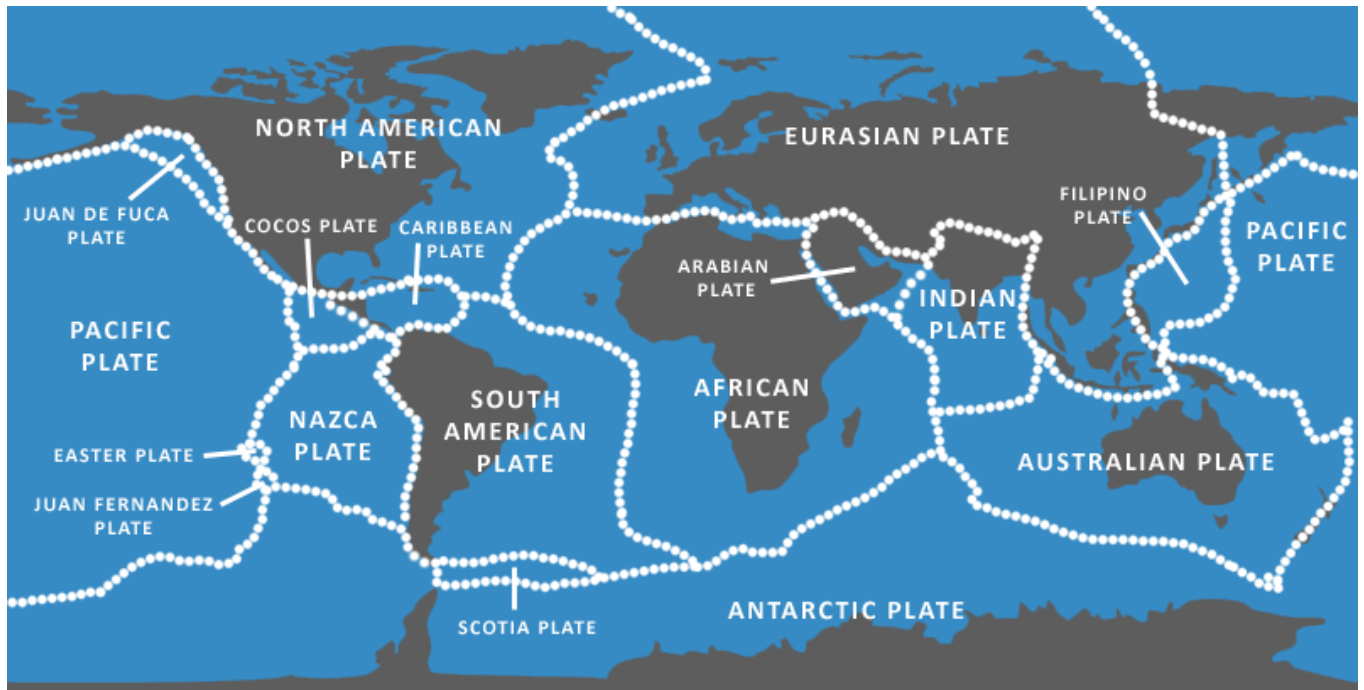 NORTH AMERICAN
PLATE
EURASIAN PLATE
JUAN DE FUCA
PLATE
COCOS PLATE
CARIBBEAN
PLATE
FILIPINO
PLATE
PACIFIC
PLATE
ARABIAN
PLATE
INDIAN
PLATE
PACIFIC
PLATE
NAZCA
PLATE
SOUTH
AMERICAN
PLATE
AFRICAN
PLATE
EASTER PLATE
AUSTRALIAN PLATE
JUAN FERNANDEZ
PLATE
SCOTIA PLATE
ANTARCTIC PLATE